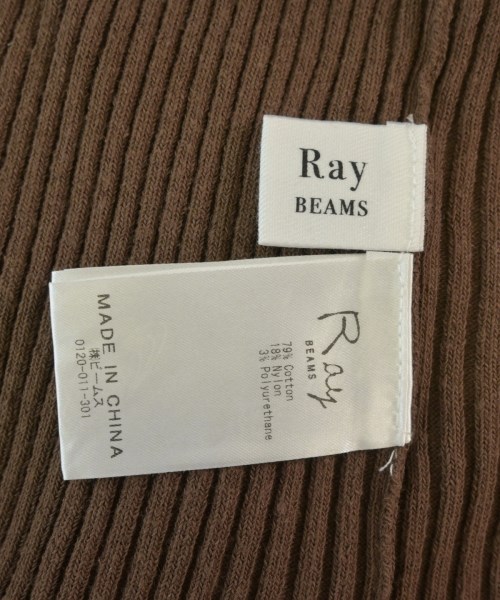 Ray
BEAMS
Ray
BEAMS
79% Cotton
18% Nylon
3% Polyurethane
MADE IN CHINA
㈱ビームス
0120-011-301